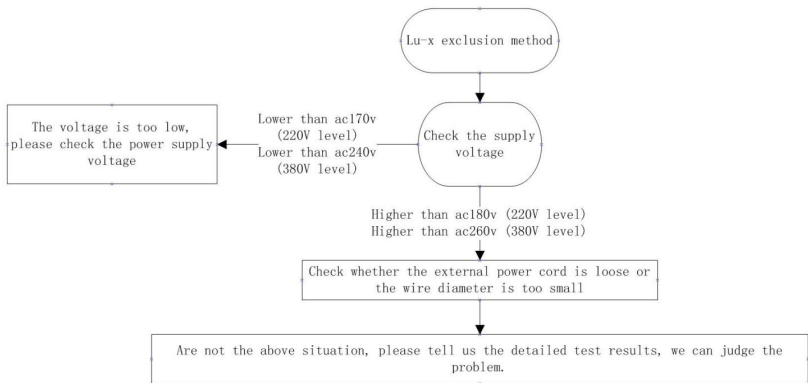 Lu-x exclusion method
The voltage is too low,
please check the power supply
voltage
Lower than ac170v
(220V level)
Lower than ac240v
(380V level)
Check the supply
voltage
Higher than ac180v (220V level)
Higher than ac260v (380V level)
Check whether the external power cord is loose or
the wire diameter is too small
Are not the above situation, please tell us the detailed test results, we can judge the
problem.